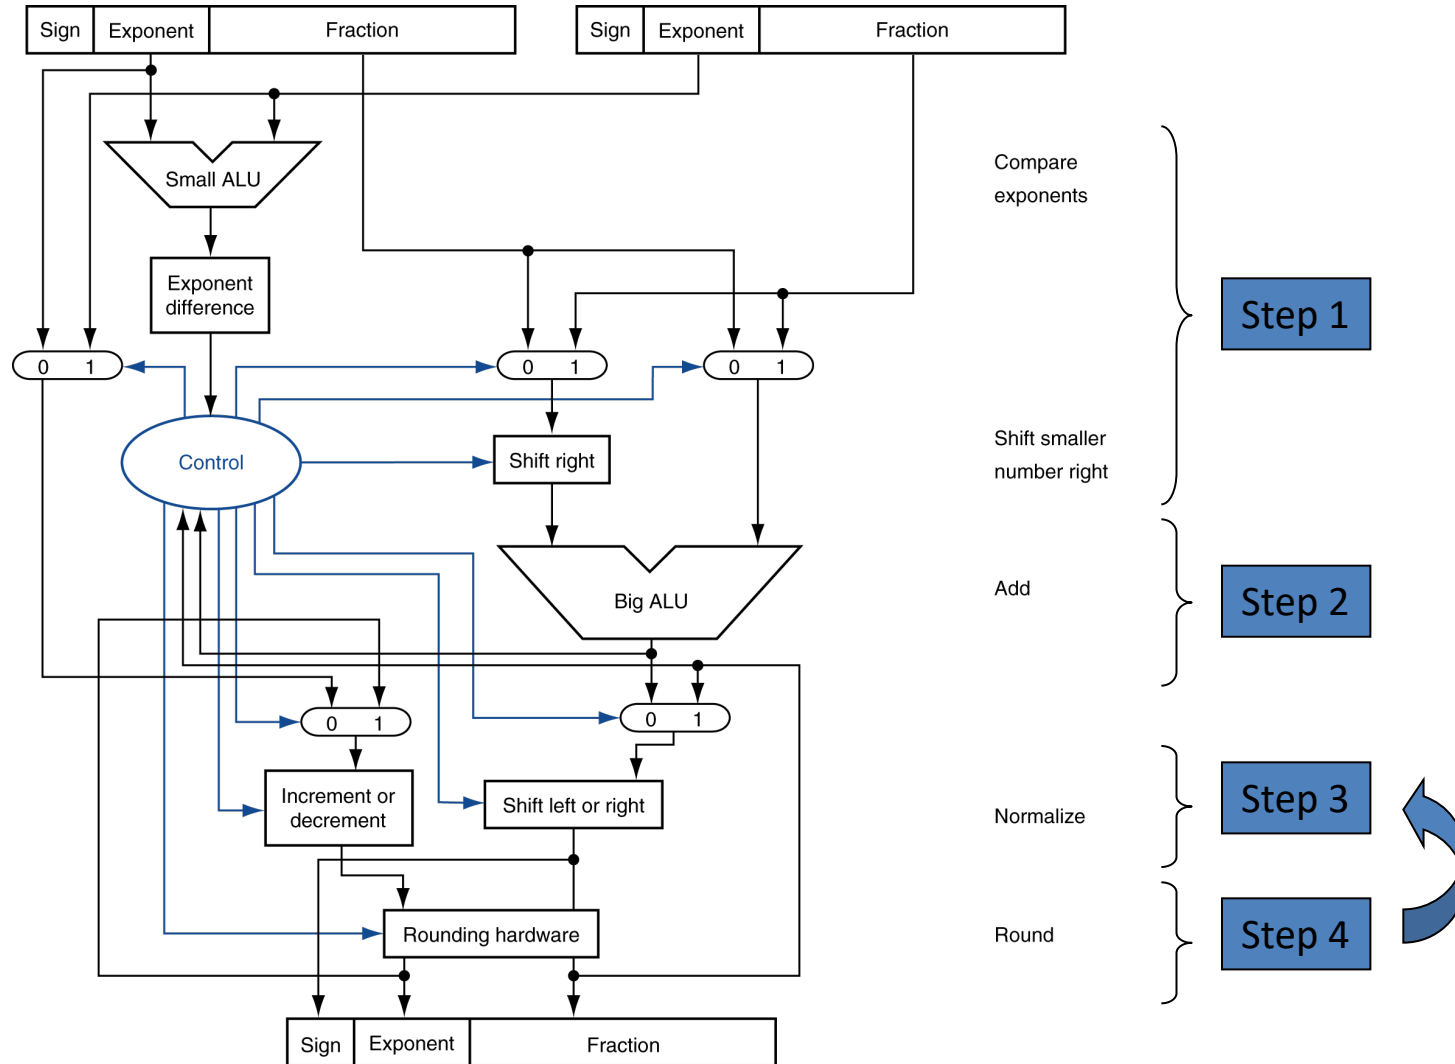 Sign Exponent Fraction
Sign Exponent Fraction
Small ALU
Compare
exponents
Exponent
difference
Step 1
0 1
0 1
0 1
Control
Shift right
Shift smaller
number right
Big ALU
Add
Step 2
0 1
0 1
Increment or
decrement
Shift left or right
Normalize
Step 3
Rounding hardware
Round
Step 4
Sign Exponent Fraction